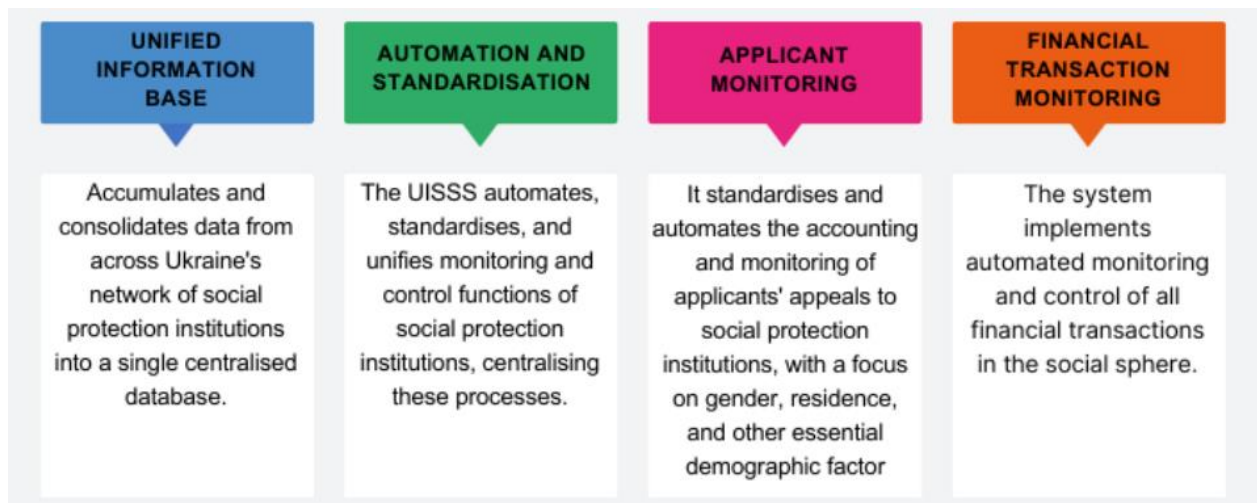 UNIFIED
INFORMATION
BASE
Accumulates and
consolidates data from
across Ukraine's
network of social
protection institutions
into a single centralised
database.
AUTOMATION AND
STANDARDISATION
The UISSS automates,
standardises, and
unifies monitoring and
control functions of
social protection
institutions, centralising
these processes.
APPLICANT
MONITORING
It standardises and
automates the accounting
and monitoring of
applicants' appeals to
social protection
institutions, with a focus
on gender, residence,
and other essential
demographic factor
FINANCIAL
TRANSACTION
MONITORING
The system
implements
automated monitoring
and control of all
financial transactions
in the social sphere.